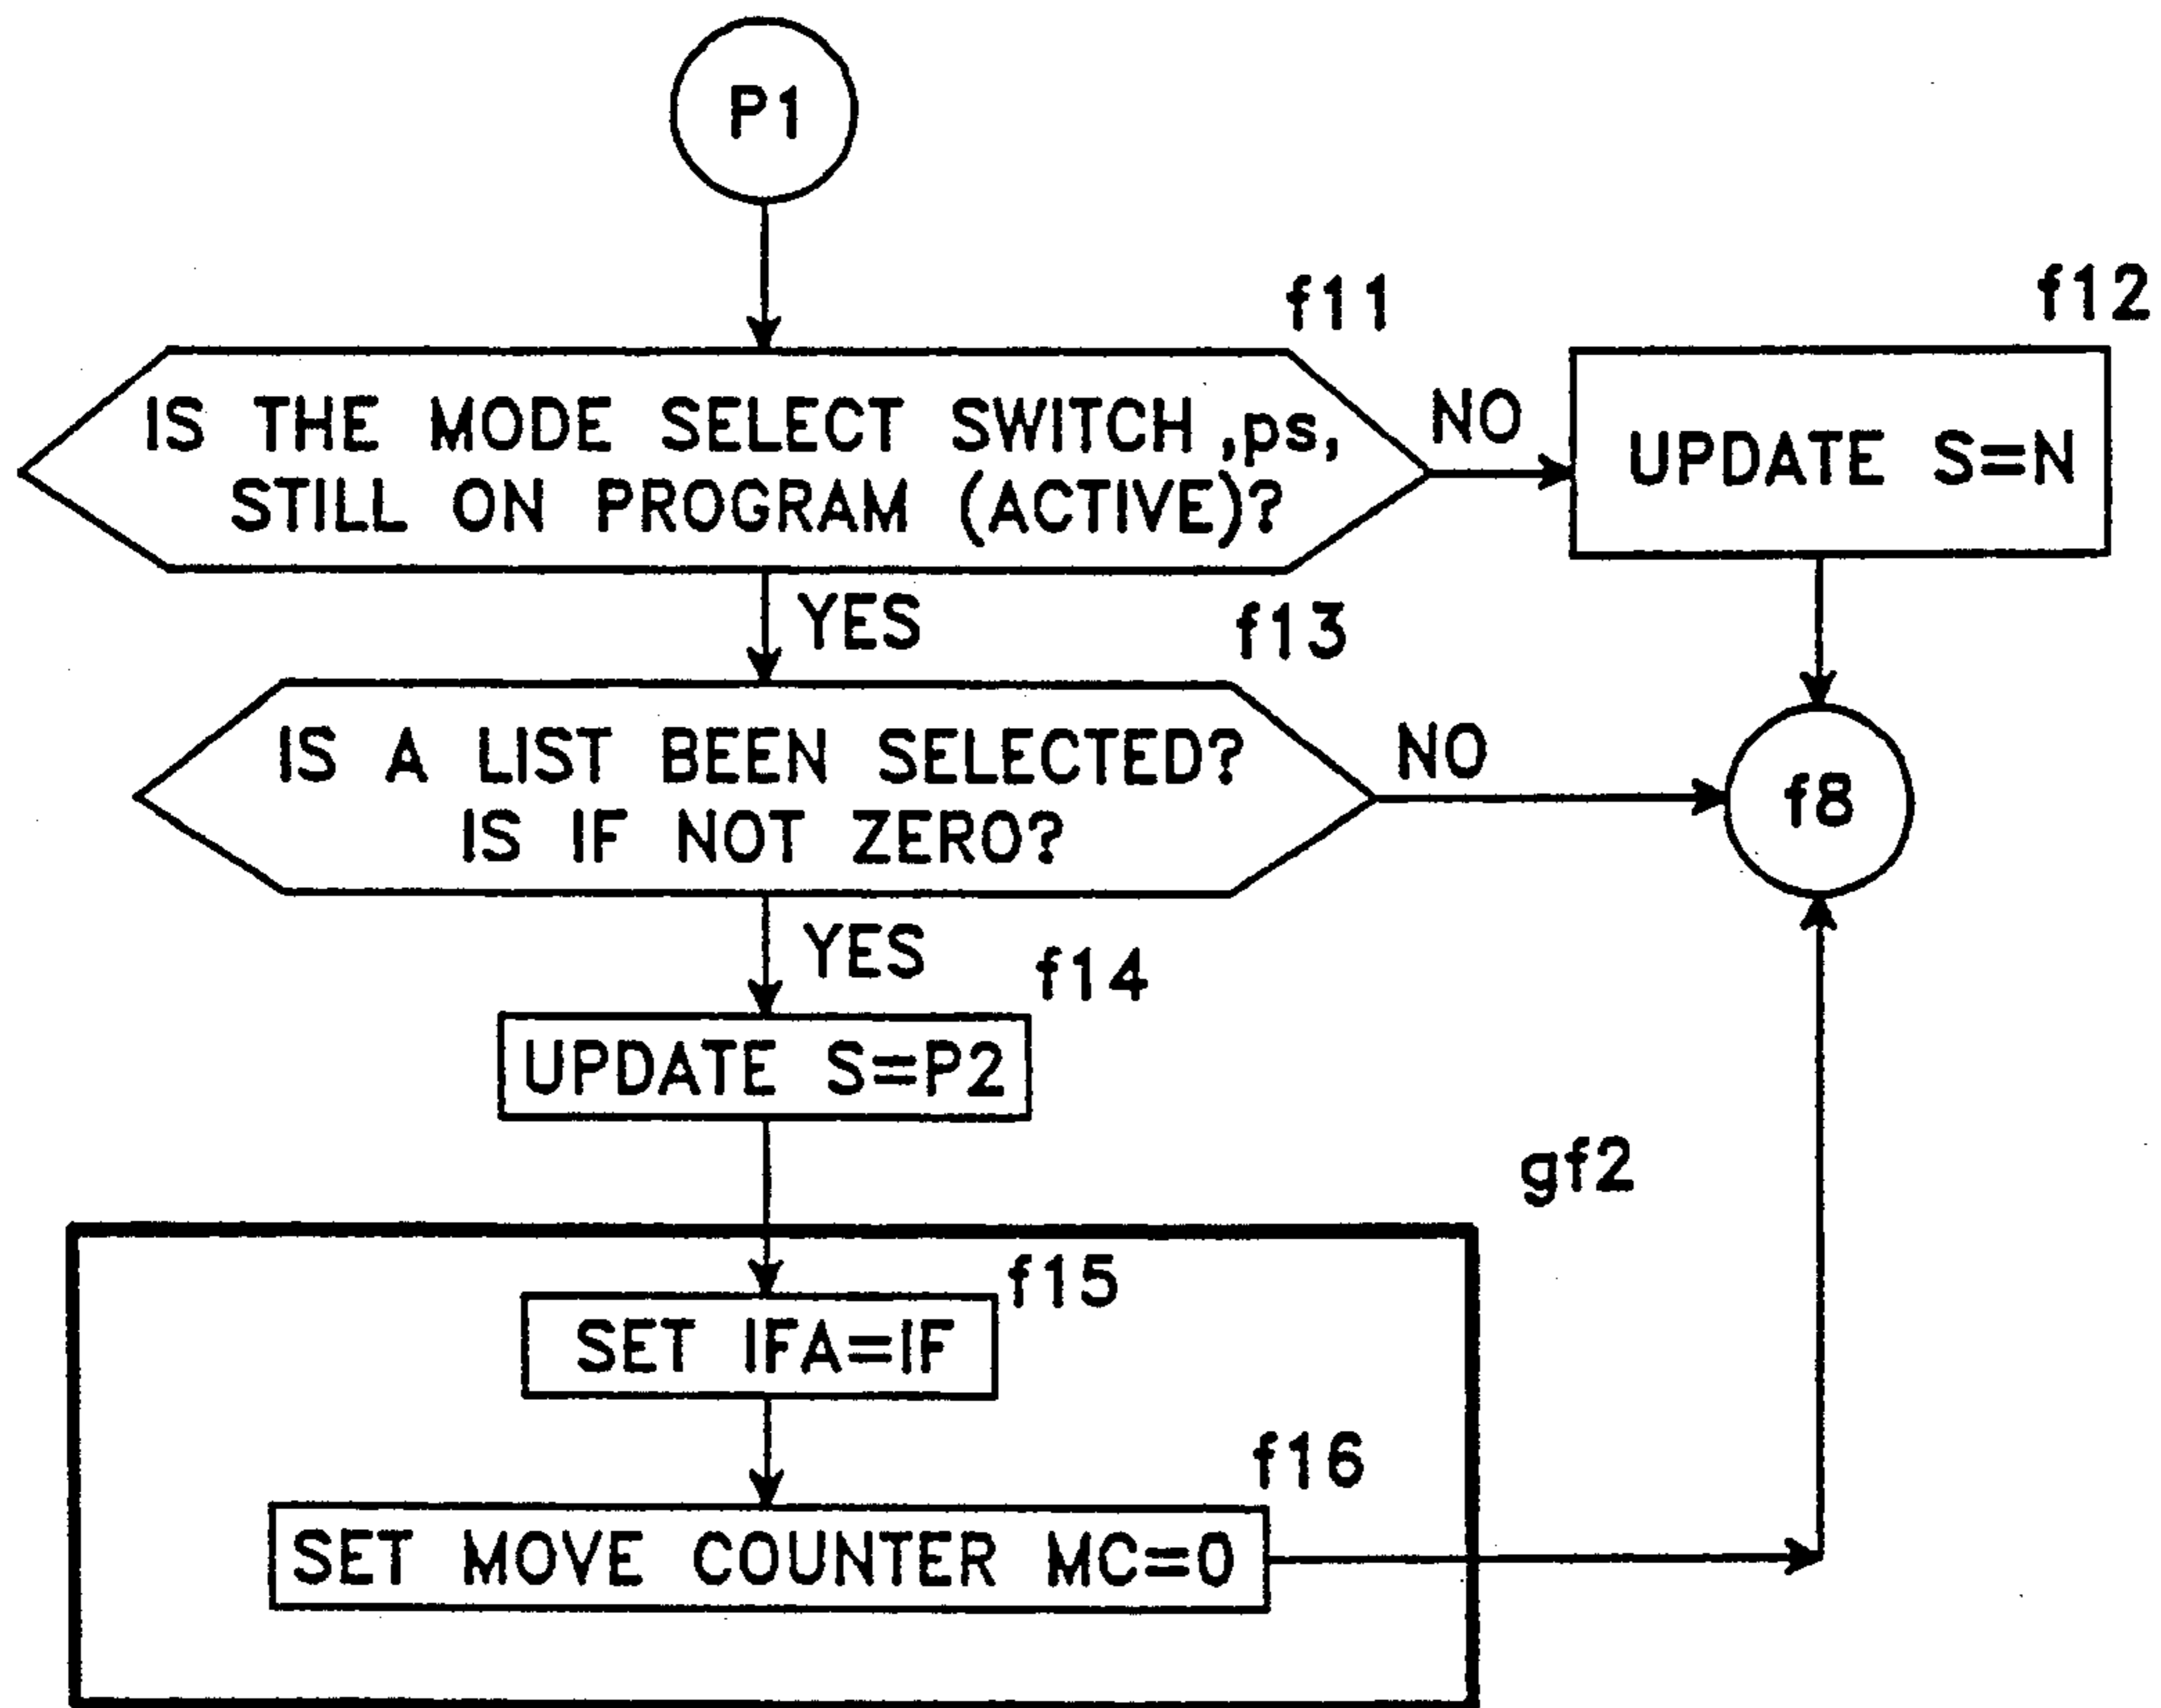 P1
f11
f12
IS THE MODE SELECT SWITCH ,ps,
STILL ON PROGRAM (ACTIVE)?
NO
UPDATE S=N
YES
f13
IS A LIST BEEN SELECTED?
IS IF NOT ZERO?
NO
f8
YES
f14
UPDATE S=P2
gf2
f15
SET IFA=IF
f16
SET MOVE COUNTER MC=0